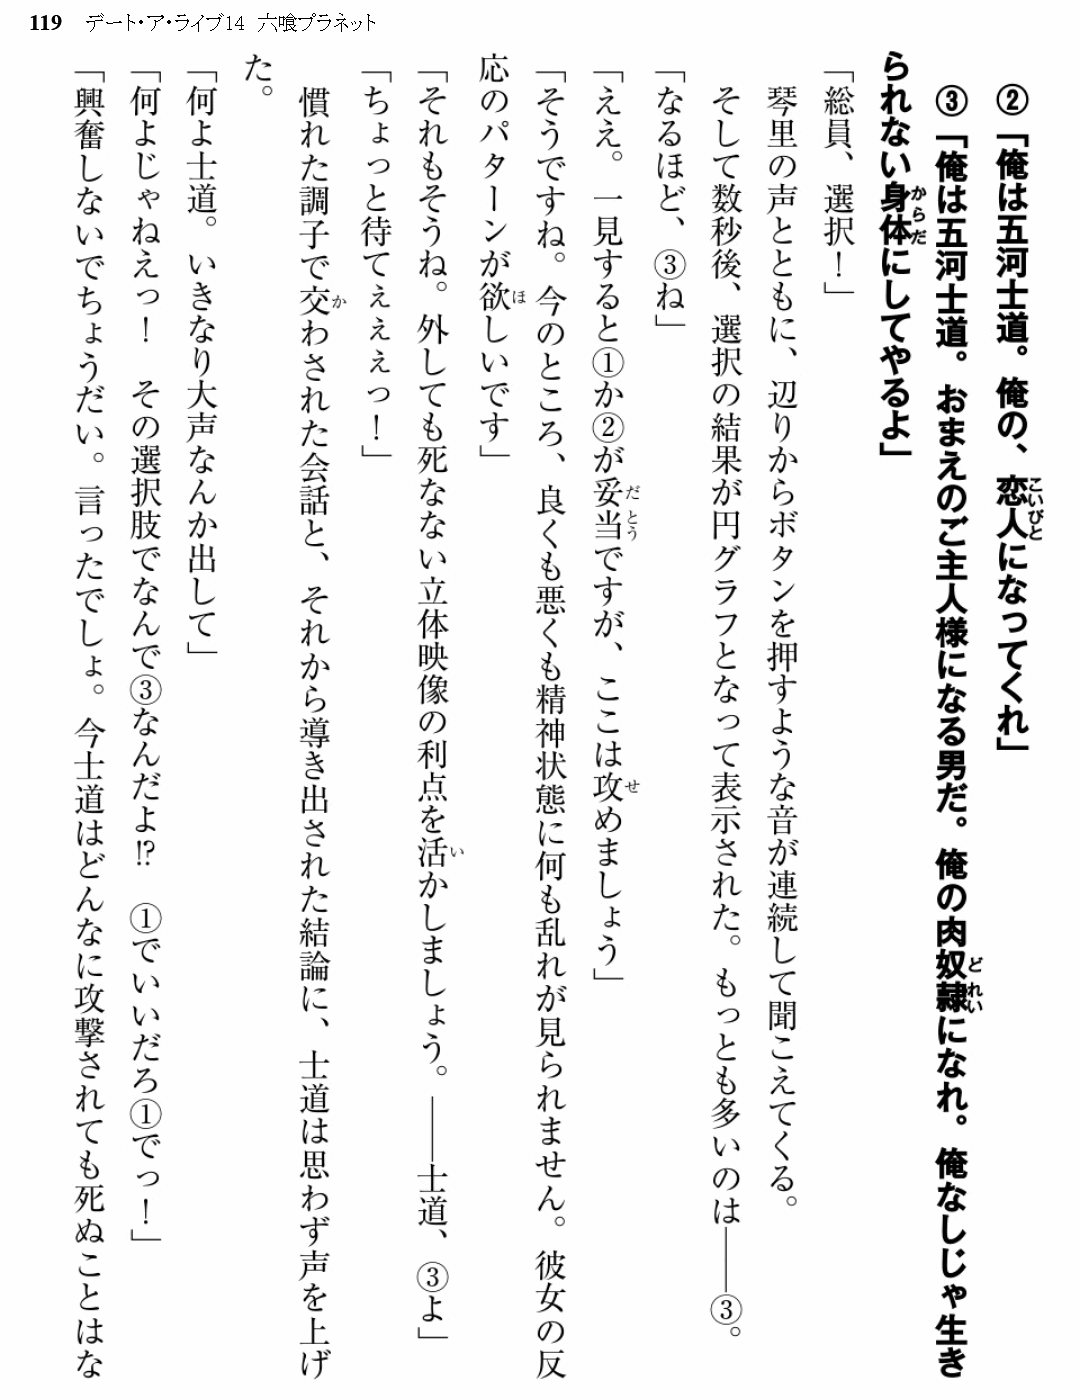 119 デート・ア・ライブ14 六喰プラネット
②「俺は五河士道。俺の、恋人になってくれ」
③「俺は五河士道。おまえのご主人様になる男だ。俺の肉奴隷になれ。俺なしじゃ生き
られない身体にしてやるよ」
「総員、選択！」
琴里の声とともに、辺りからボタンを押すような音が連続して聞こえてくる。
そして数秒後、選択の結果が円グラフとなって表示された。もっとも多いのは――③。
「なるほど、③ね」
「ええ。一見すると①か②が妥当ですが、ここは攻めましょう」
「そうですね。今のところ、良くも悪くも精神状態に何も乱れが見られません。彼女の反
応のパターンが欲しいです」
「それもそうね。外しても死なない立体映像の利点を活かしましょう。――士道、③よ」
「ちょっと待てぇぇぇっ！」
慣れた調子で交わされた会話と、それから導き出された結論に、士道は思わず声を上げ
た。
「何よ士道。いきなり大声なんか出して」
「何よじゃねえっ！　その選択肢でなんで③なんだよ!?　①でいいだろ①でっ！」
「興奮しないでちょうだい。言ったでしょ。今士道はどんなに攻撃されても死ぬことはな